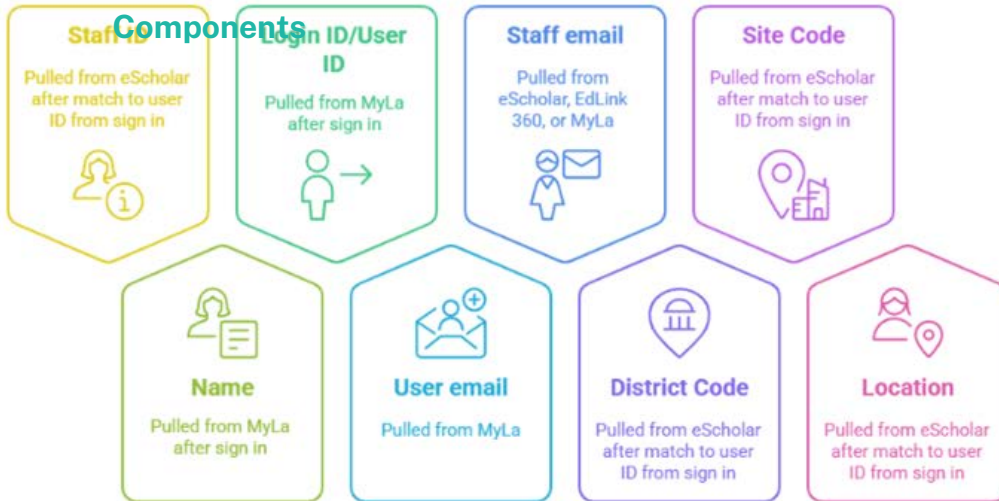 Components
Staff ID
Pulled from eScholar
after match to user
ID from sign in
Login ID/User
ID
Pulled from MyLa
after sign in
Staff email
Pulled from
eScholar, EdLink
360, or MyLa
Site Code
Pulled from eScholar
after match to user
ID from sign in
Name
Pulled from MyLa
after sign in
User email
Pulled from MyLa
District Code
Pulled from eScholar
after match to user
ID from sign in
Location
Pulled from eScholar
after match to user
ID from sign in